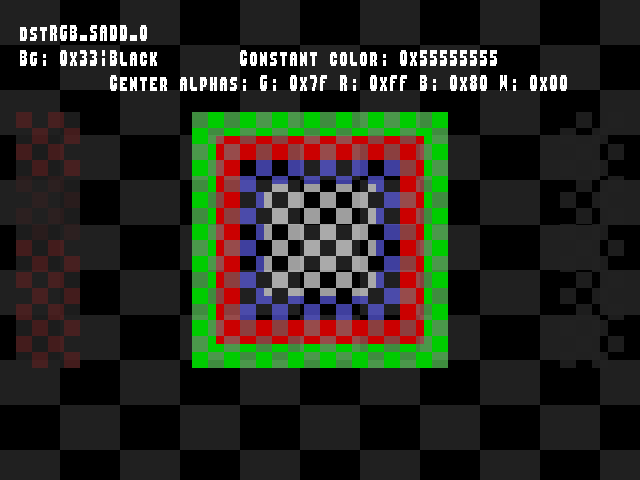 dstRGB_SADD_0
Bg: 0x33|Black Constant color: 0x55555555
Center alphas: G: 0x7f R: 0xff B: 0x80 W: 0x00